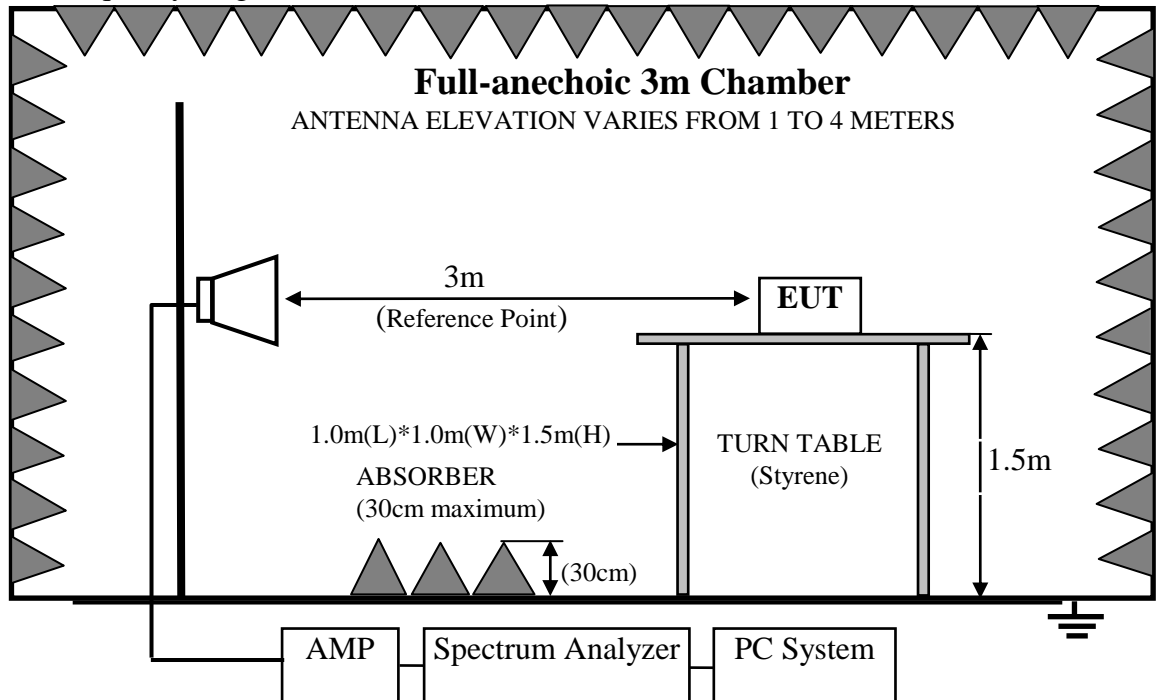 Full-anechoic 3m Chamber
ANTENNA ELEVATION VARIES FROM 1 TO 4 METERS
3m
(Reference Point)
EUT
1.0m(L)*1.0m(W)*1.5m(H)
TURN TABLE
(Styrene)
1.5m
ABSORBER
(30cm maximum)
(30cm)
AMP
Spectrum Analyzer
PC System